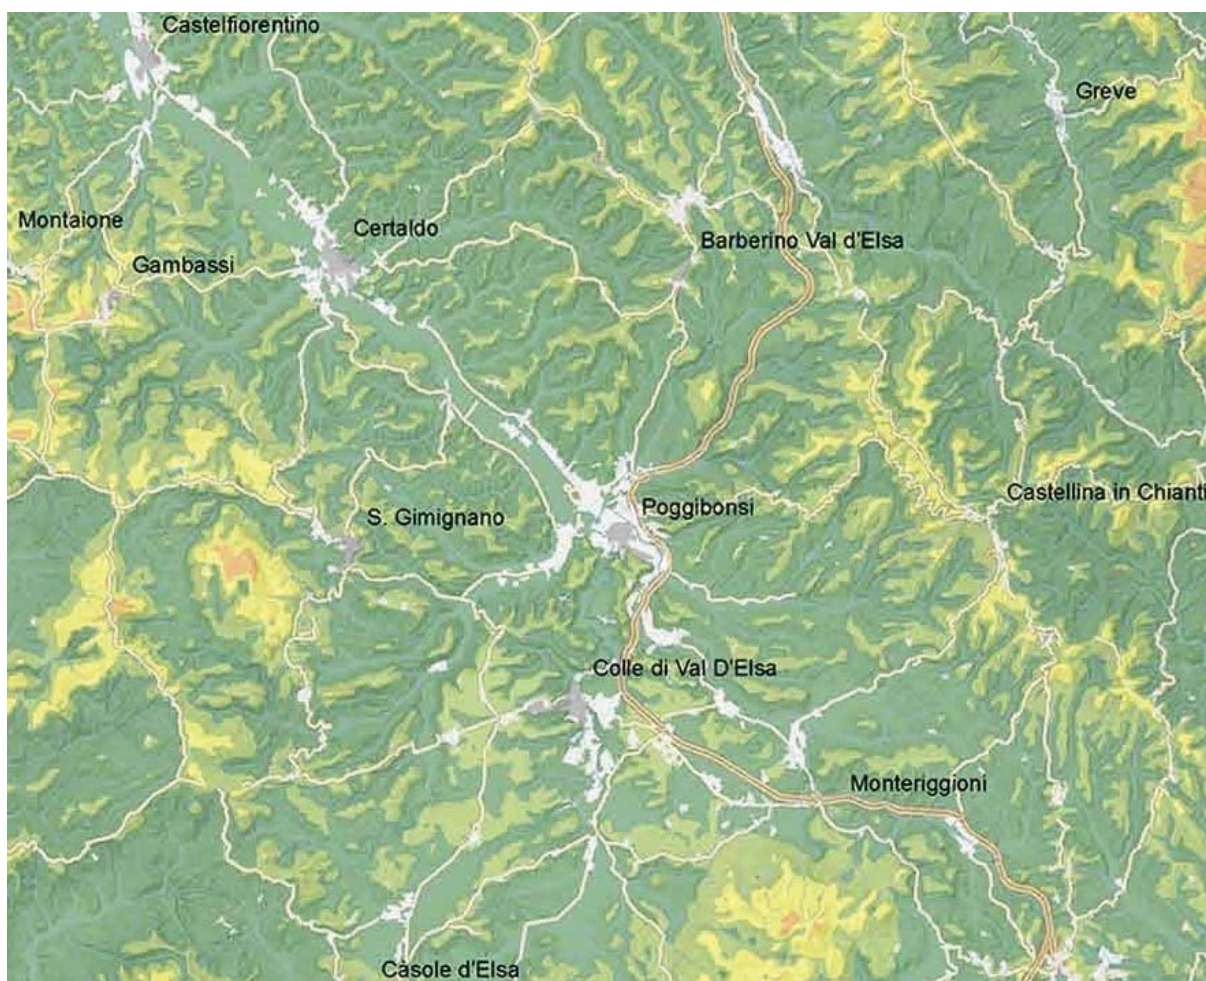 Castelfiorentino
Greve
Montaione
Certaldo
Barberino Val d'Elsa
Gambassi
Castellina in Chianti
Poggibonsi
S. Gimignano
Colle di Val D'Elsa
Monteriggioni
Casole d'Elsa